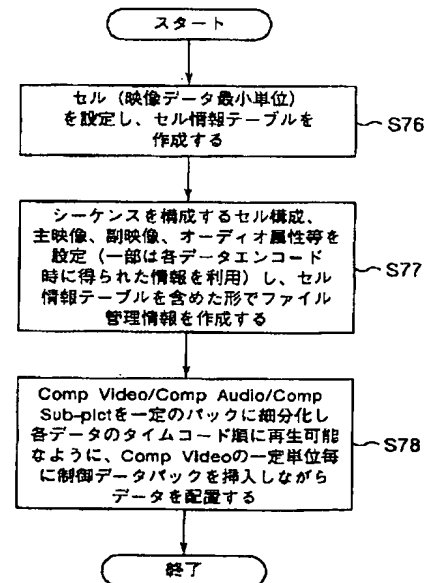 スタート
セル（映像データ最小単位）
を設定し、セル情報テーブルを
作成する
S76
シーケンスを構成するセル構成、
主映像、副映像、オーディオ属性等を
設定（一部は各データエンコード
時に得られた情報を利用）し、セル
情報テーブルを含めた形でファイル
管理情報を作成する
S77
Comp Video/Comp Audio/Comp
Sub-pictを一定のパックに細分化し
各データのタイムコード順に再生可能
なように、Comp Videoの一定単位毎
に制御データパックを挿入しながら
データを配置する
S78
終了